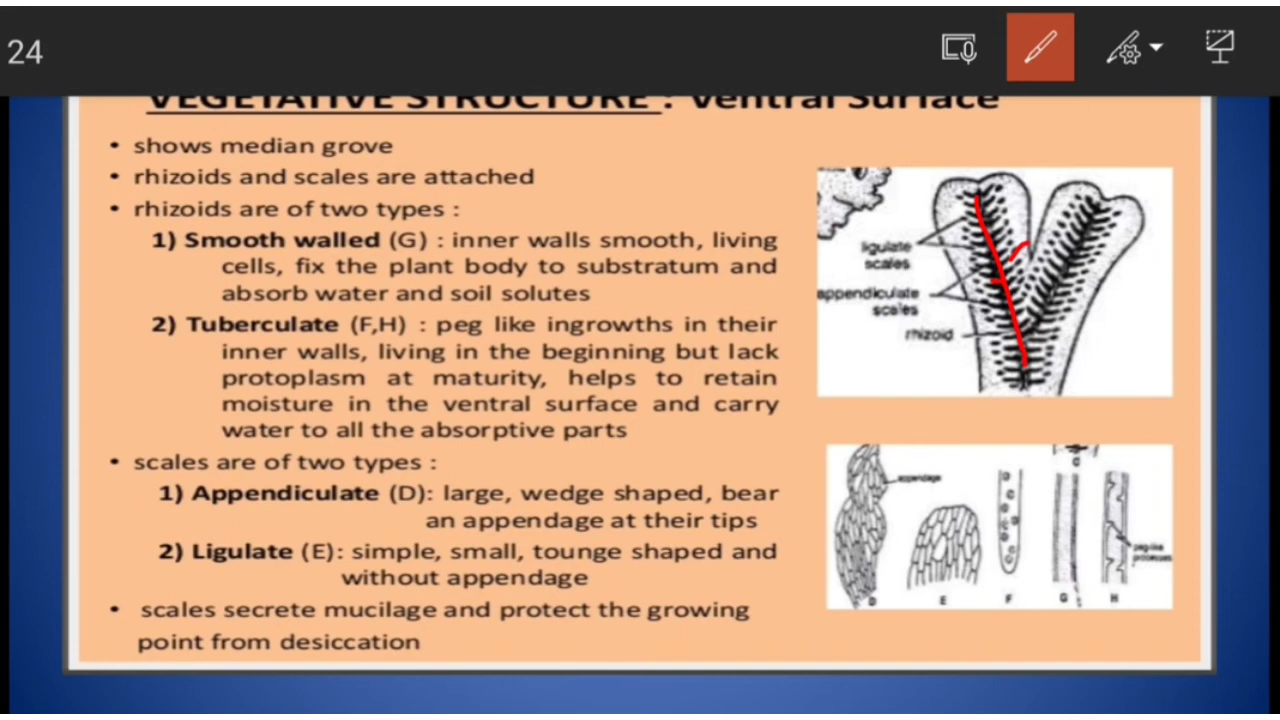 24
VEGETATIVE STRUCTURE : Ventral Surface
• shows median grove
• rhizoids and scales are attached
• rhizoids are of two types :
1) Smooth walled (G) : inner walls smooth, living
cells, fix the plant body to substratum and
absorb water and soil solutes
2) Tuberculate (F,H) : peg like ingrowths in their
inner walls, living in the beginning but lack
protoplasm at maturity, helps to retain
moisture in the ventral surface and carry
water to all the absorptive parts
• scales are of two types :
1) Appendiculate (D): large, wedge shaped, bear
an appendage at their tips
2) Ligulate (E): simple, small, tounge shaped and
without appendage
• scales secrete mucilage and protect the growing
point from desiccation
ligulate
scales
appendiculate
scales
rhizoid
C
appendage
peg-like
processes
D E F G H